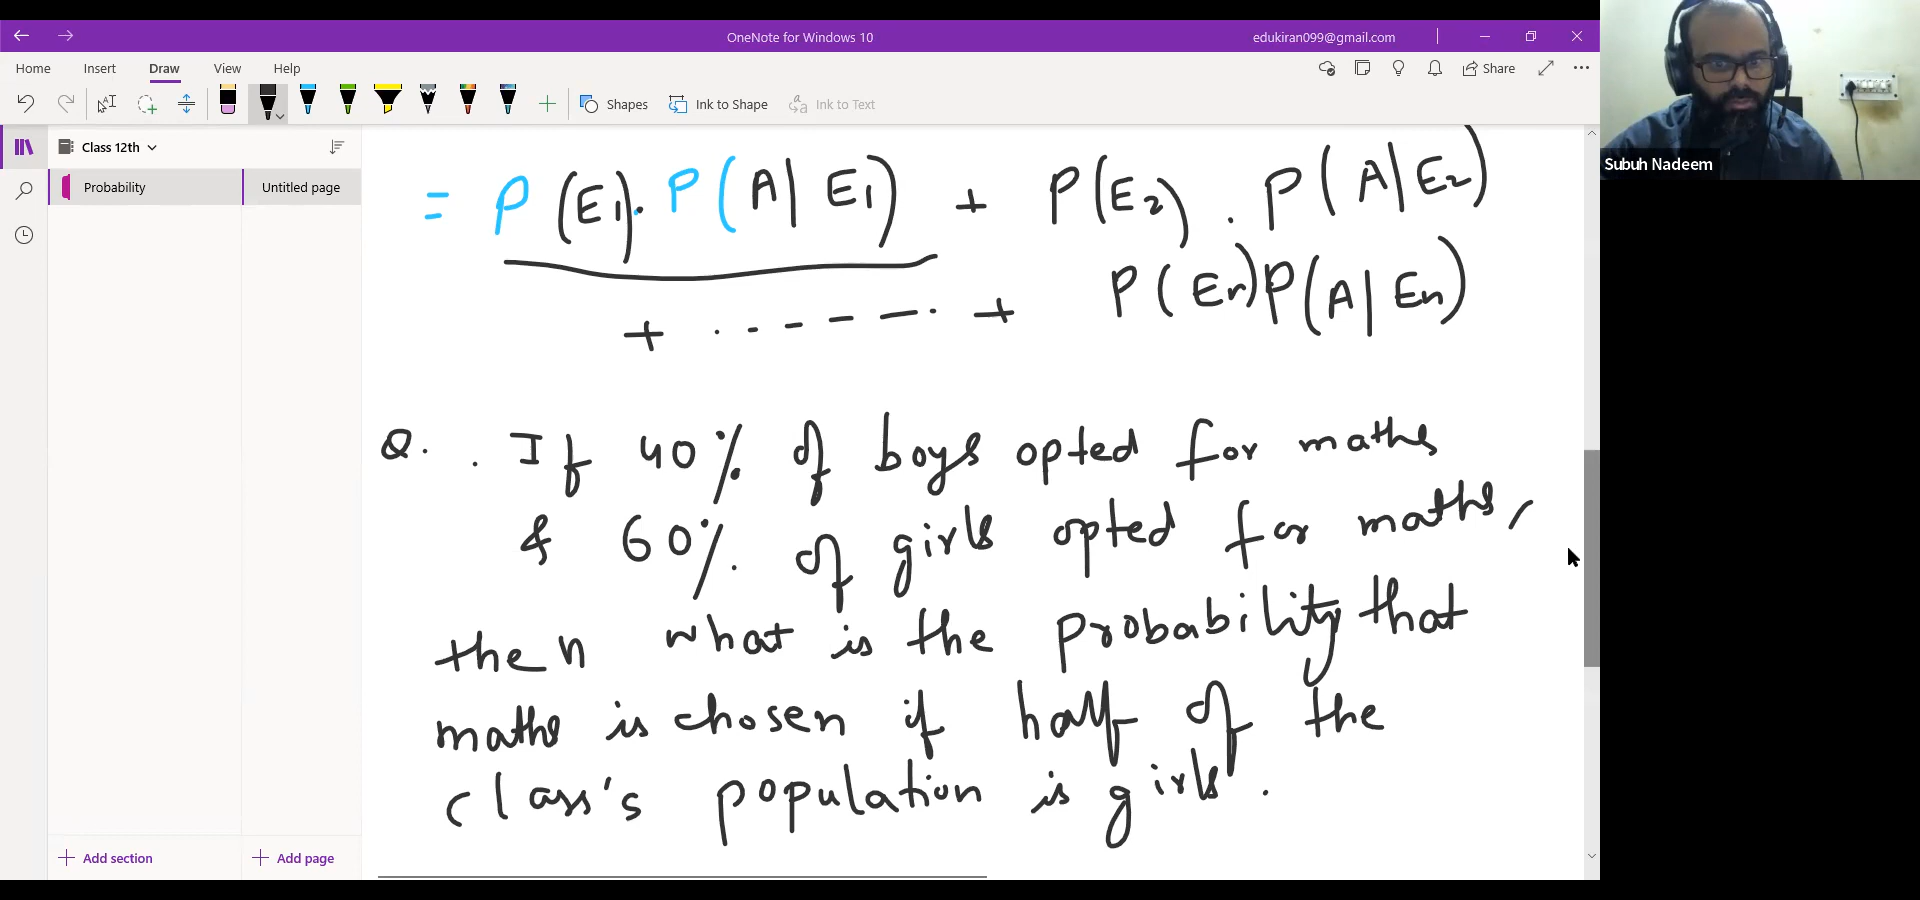 OneNote for Windows 10
edukiran099@gmail.com
Home Insert Draw View Help
Share
Shapes Ink to Shape Ink to Text
Class 12th
Probability
Untitled page
= P(E1). P(A| E1) + P(E2) . P(A|E2)
+ . . - - - - . + P(En)P(A|En)
Q. . If 40% of boys opted for maths
& 60%. of girls opted for maths,
then what is the probability that
maths is chosen if half of the
class's population is girls.
Add section
Add page
Subuh Nadeem